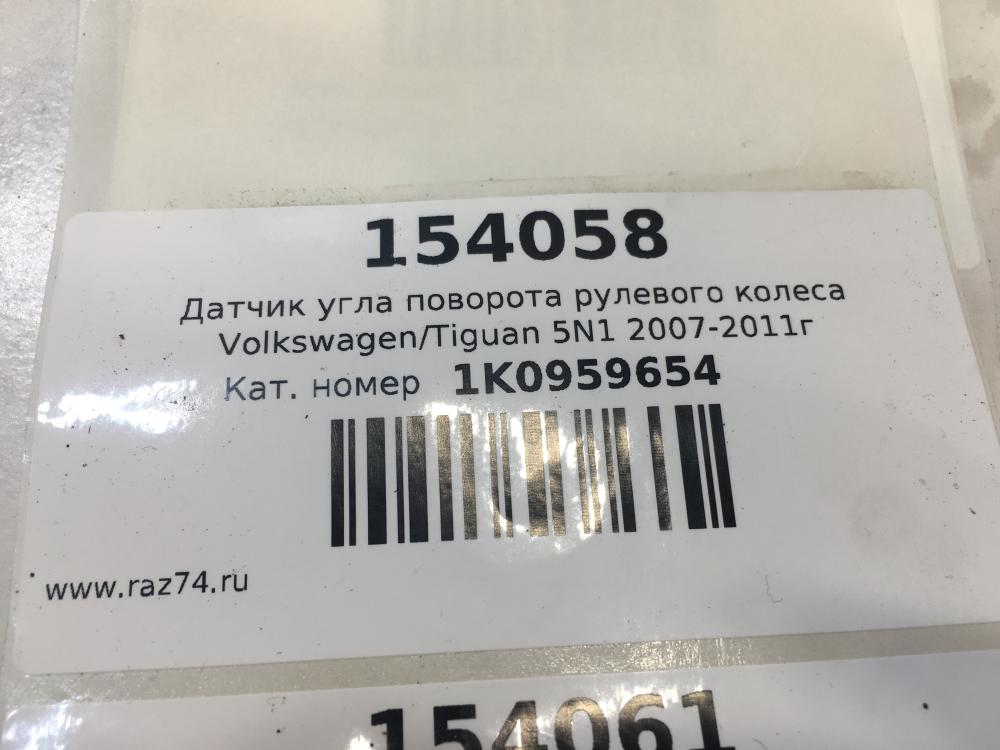 154058
Датчик угла поворота рулевого колеса
Volkswagen/Tiguan 5N1 2007-2011г
Кат. номер 1K0959654
www.raz74.ru
154061